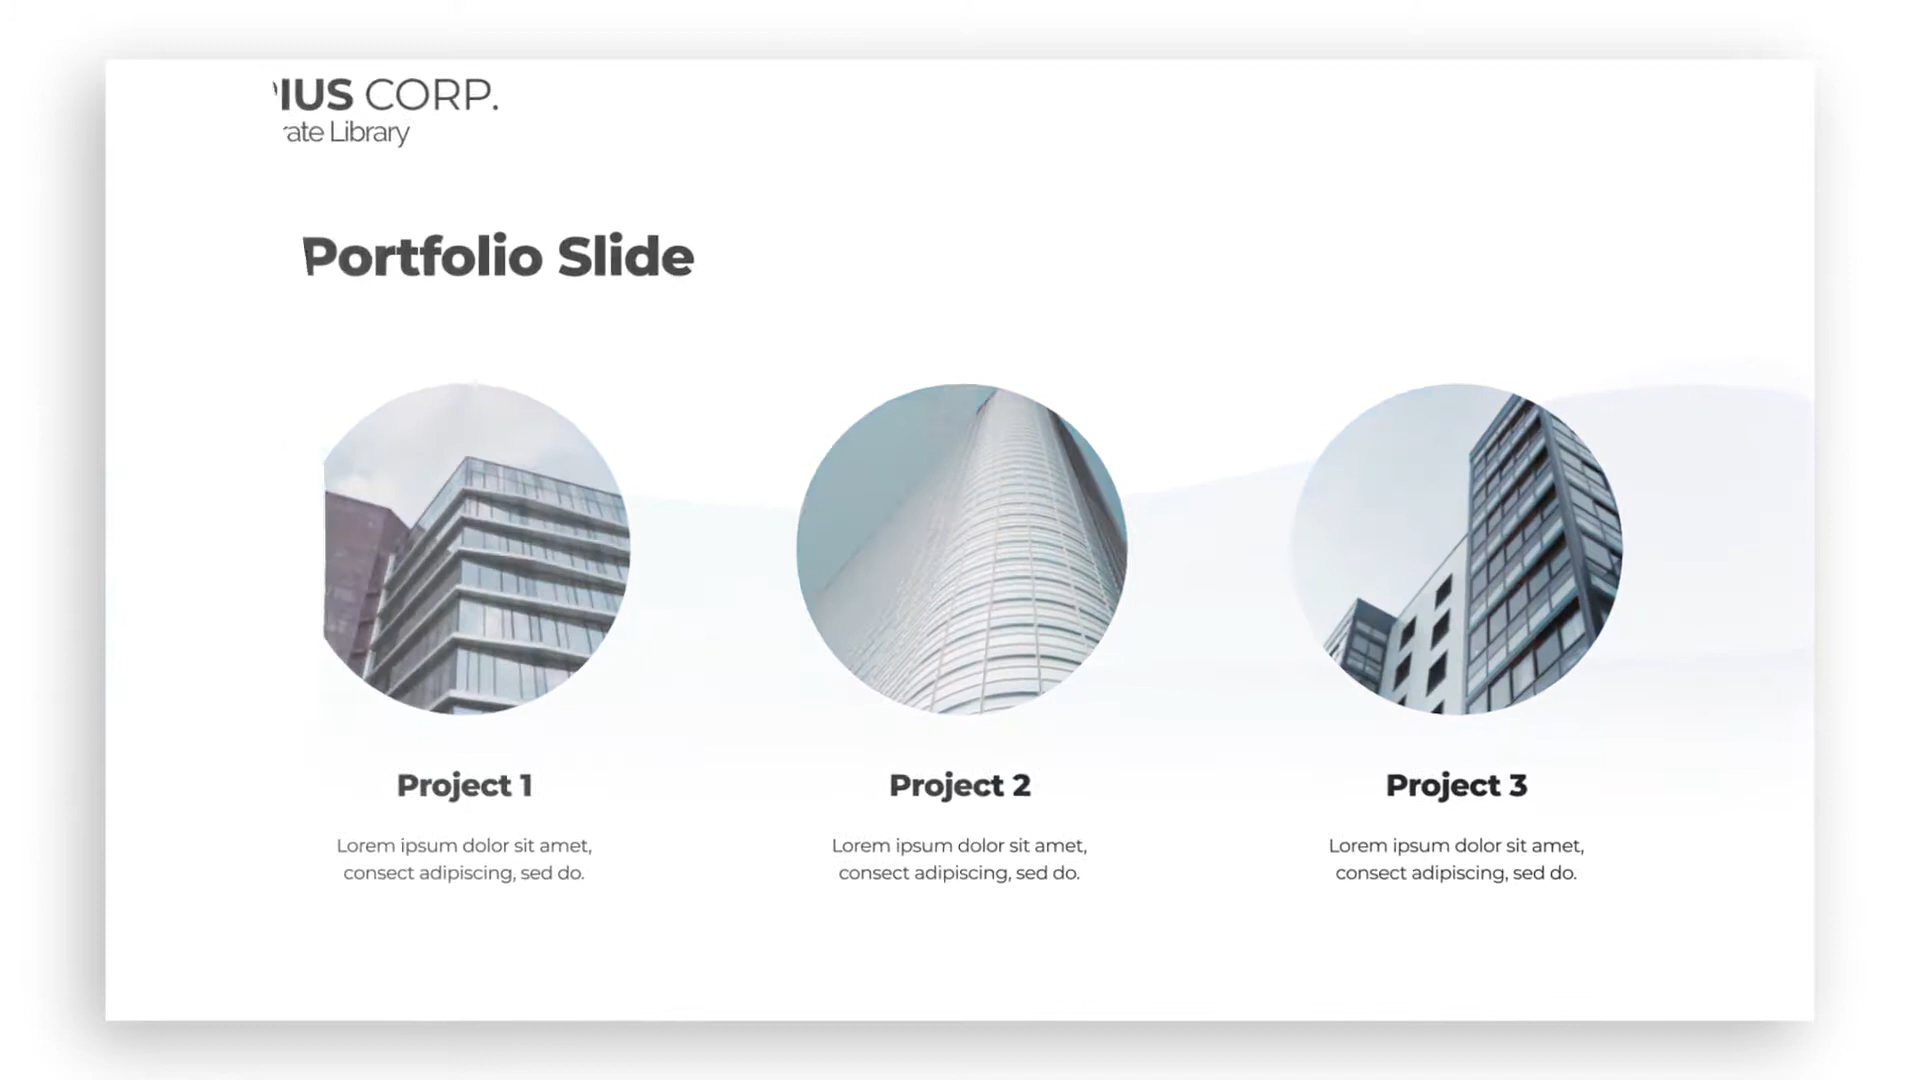 IUS CORP.
rate Library
Portfolio Slide
Project 1
Project 2
Project 3
Lorem ipsum dolor sit amet,
consect adipiscing, sed do.
Lorem ipsum dolor sit amet,
consect adipiscing, sed do.
Lorem ipsum dolor sit amet,
consect adipiscing, sed do.